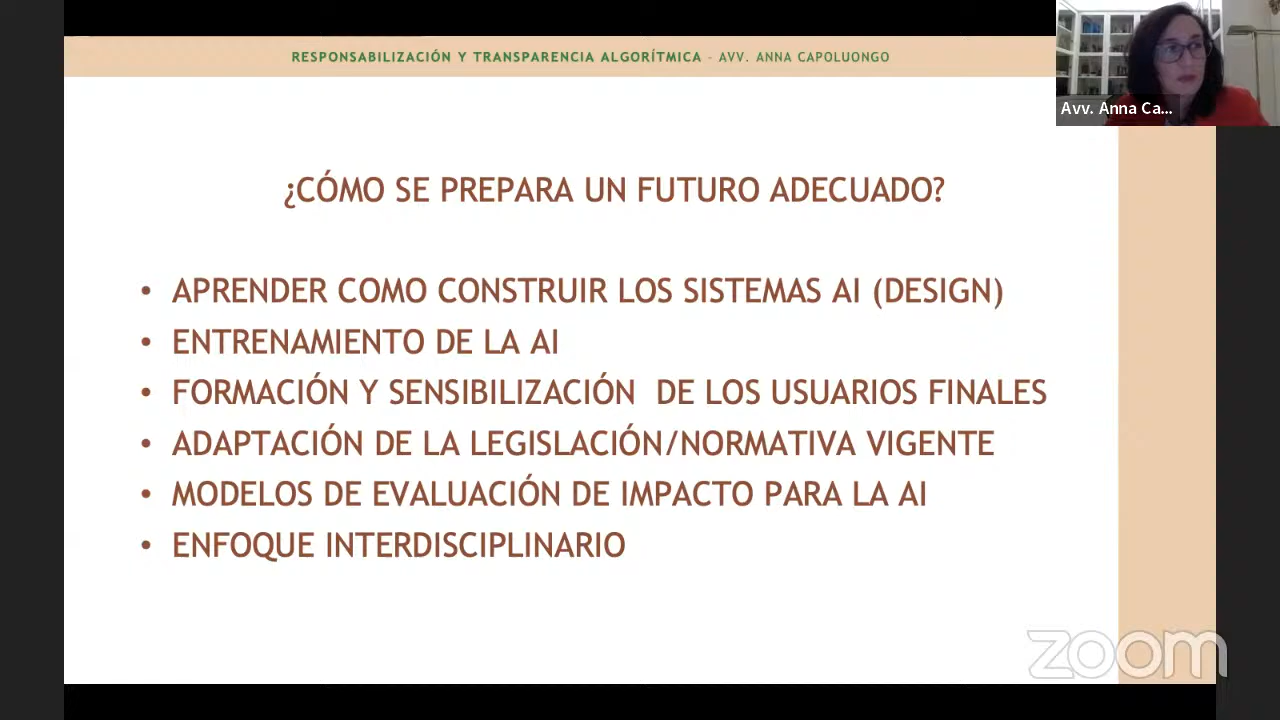 RESPONSABILIZACIÓN Y TRANSPARENCIA ALGORÍTMICA - AVV. ANNA CAPOLUONGO
Avv. Anna Ca...
¿CÓMO SE PREPARA UN FUTURO ADECUADO?
• APRENDER COMO CONSTRUIR LOS SISTEMAS AI (DESIGN)
• ENTRENAMIENTO DE LA AI
• FORMACIÓN Y SENSIBILIZACIÓN DE LOS USUARIOS FINALES
• ADAPTACIÓN DE LA LEGISLACIÓN/NORMATIVA VIGENTE
• MODELOS DE EVALUACIÓN DE IMPACTO PARA LA AI
• ENFOQUE INTERDISCIPLINARIO
zoom